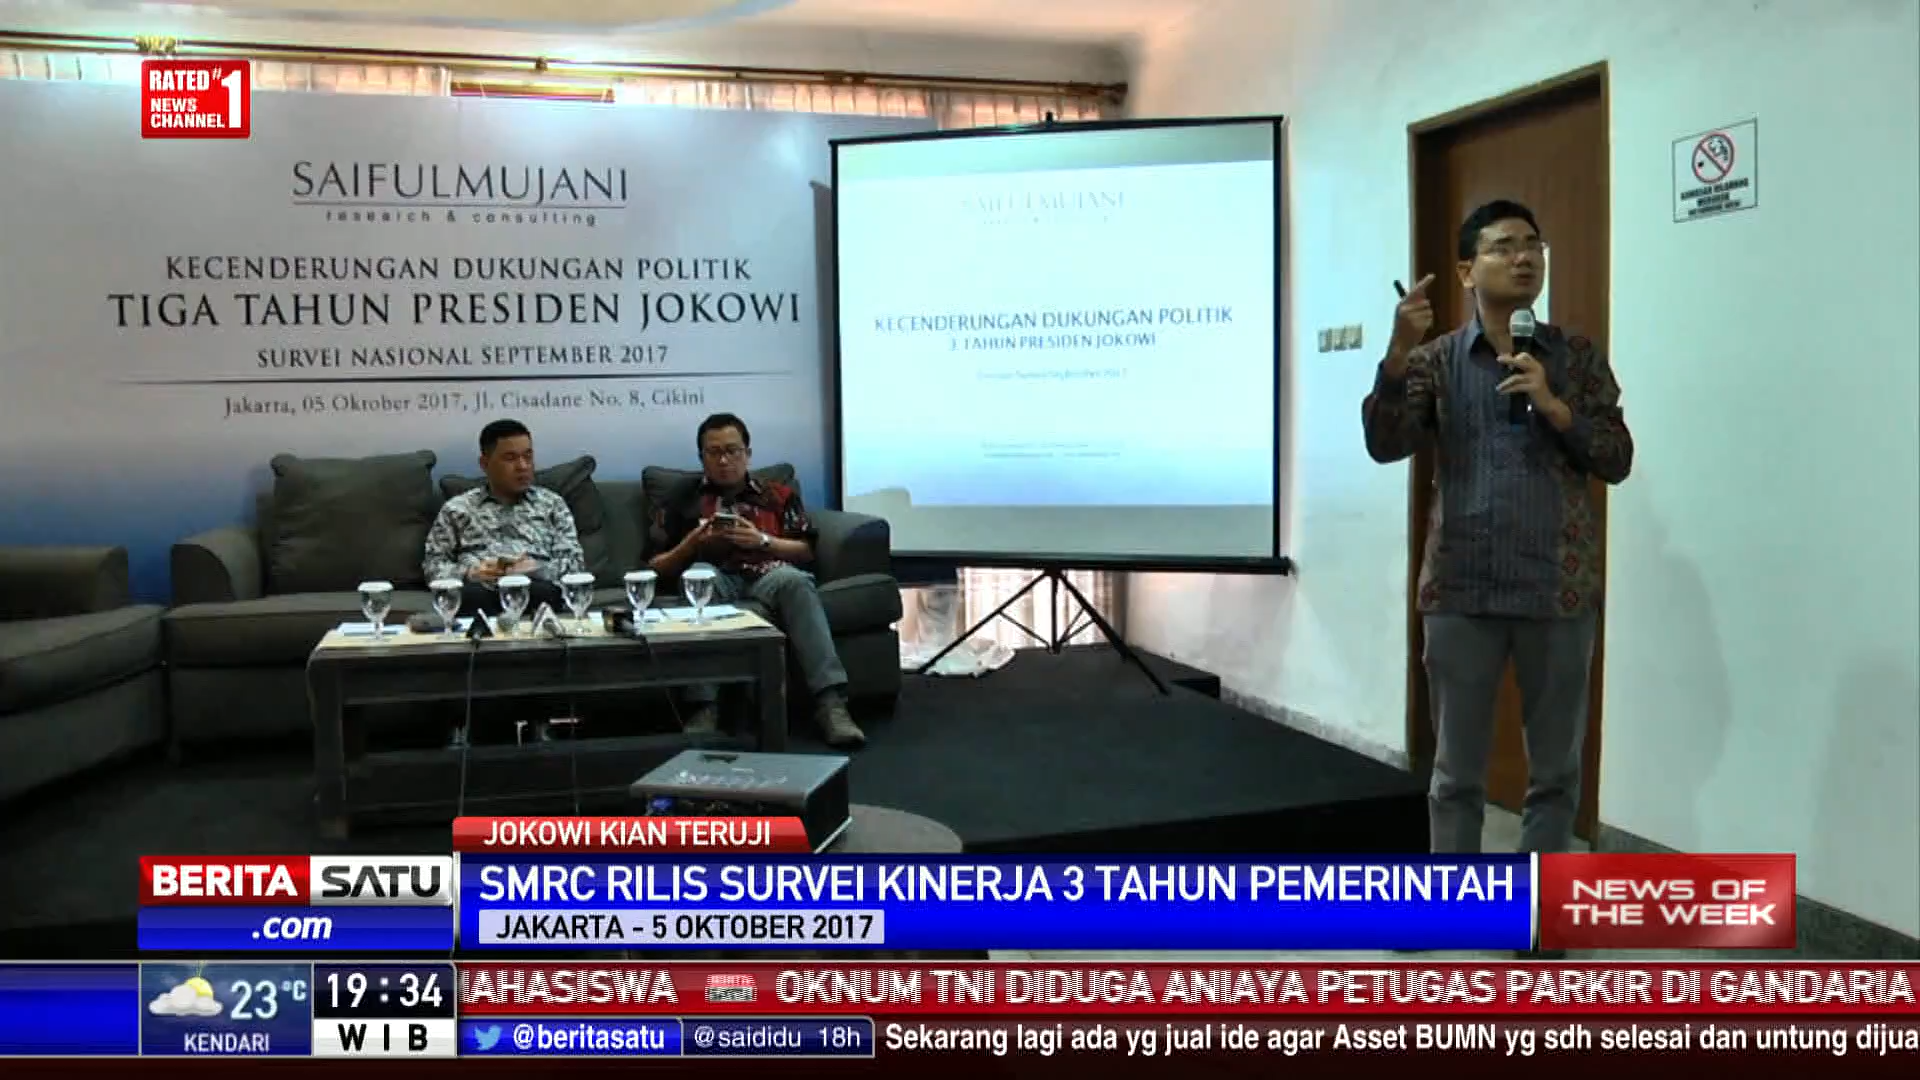 RATED #1
NEWS
CHANNEL
SAIFULMUJANI
research & consulting
KECENDERUNGAN DUKUNGAN POLITIK
TIGA TAHUN PRESIDEN JOKOWI
SURVEI NASIONAL SEPTEMBER 2017
Jakarta, 05 Oktober 2017, Jl. Cisadane No. 8, Cikini
SAIFULMUJANI
KECENDERUNGAN DUKUNGAN POLITIK
3 TAHUN PRESIDEN JOKOWI
JOKOWI KIAN TERUJI
BERITA SATU
.com
SMRC RILIS SURVEI KINERJA 3 TAHUN PEMERINTAH
JAKARTA - 5 OKTOBER 2017
NEWS OF
THE WEEK
23°C
KENDARI
19:34
WIB
MAHASISWA
OKNUM TNI DIDUGA ANIAYA PETUGAS PARKIR DI GANDARIA
@beritasatu
@saididu 18h
Sekarang lagi ada yg jual ide agar Asset BUMN yg sdh selesai dan untung dijua